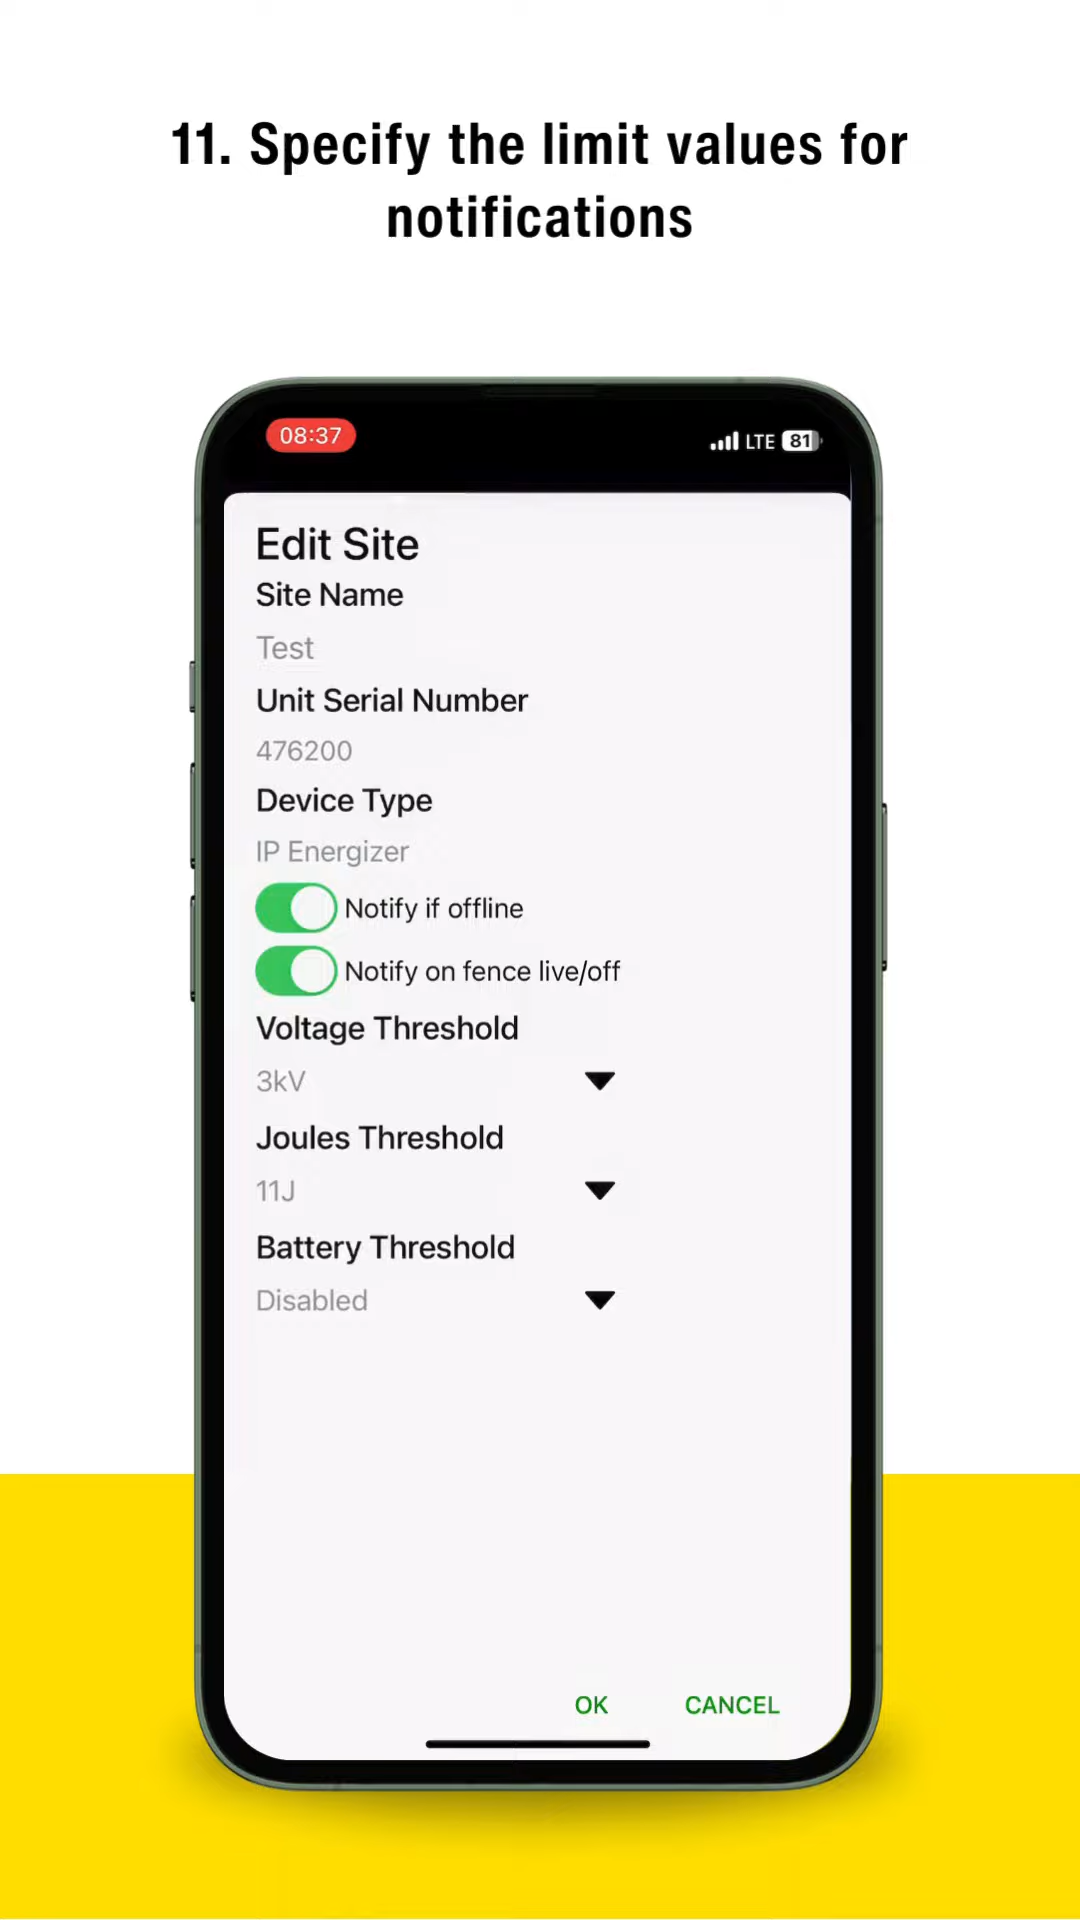 11. Specify the limit values for
notifications
08:37
LTE 81
Edit Site
Site Name
Test
Unit Serial Number
476200
Device Type
IP Energizer
Notify if offline
Notify on fence live/off
Voltage Threshold
3kV
Joules Threshold
11J
Battery Threshold
Disabled
OK CANCEL